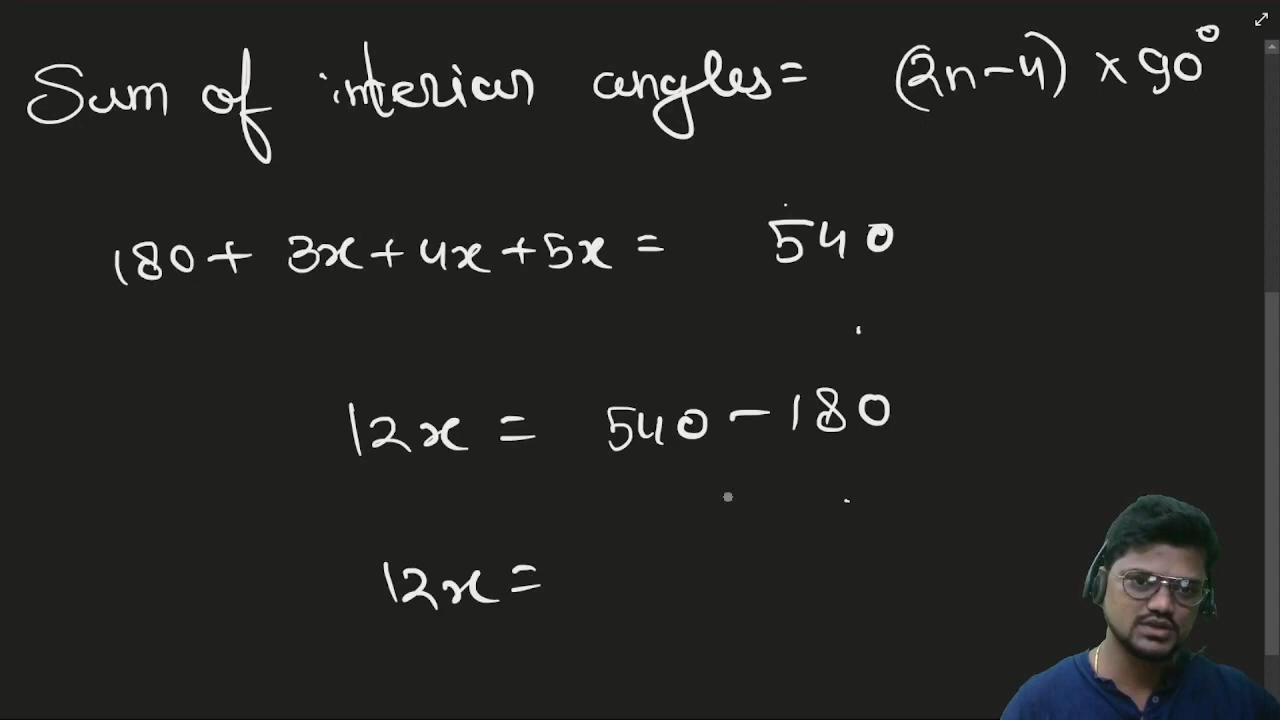 Sum of interior angles= (2n-4) × 90°
180 + 3x + 4x + 5x = 540
12x = 540 - 180
12x =